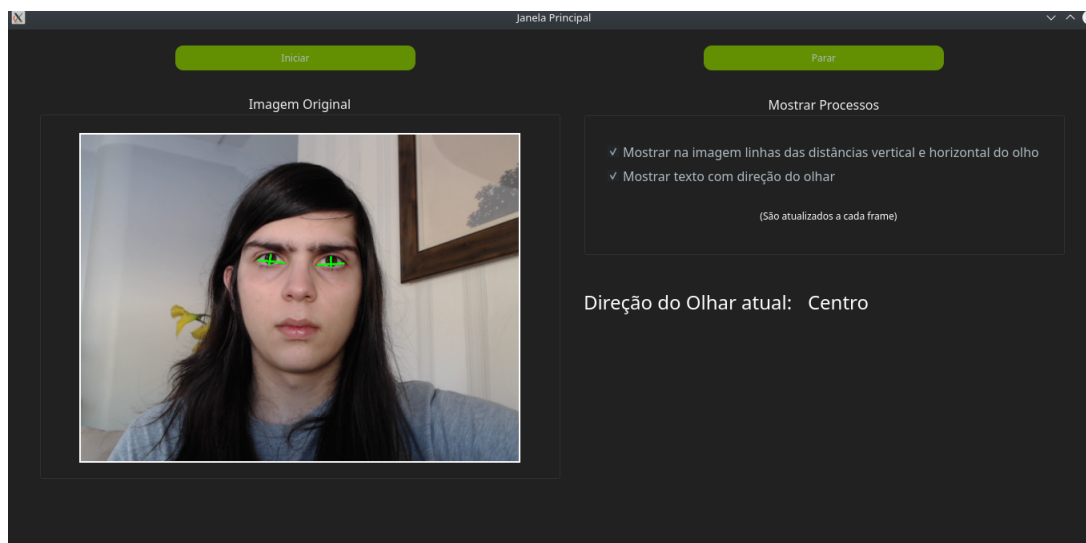 Janela Principal
Iniciar
Parar
Imagem Original
Mostrar Processos
Mostrar na imagem linhas das distâncias vertical e horizontal do olho
Mostrar texto com direção do olhar
(São atualizados a cada frame)
Direção do Olhar atual: Centro